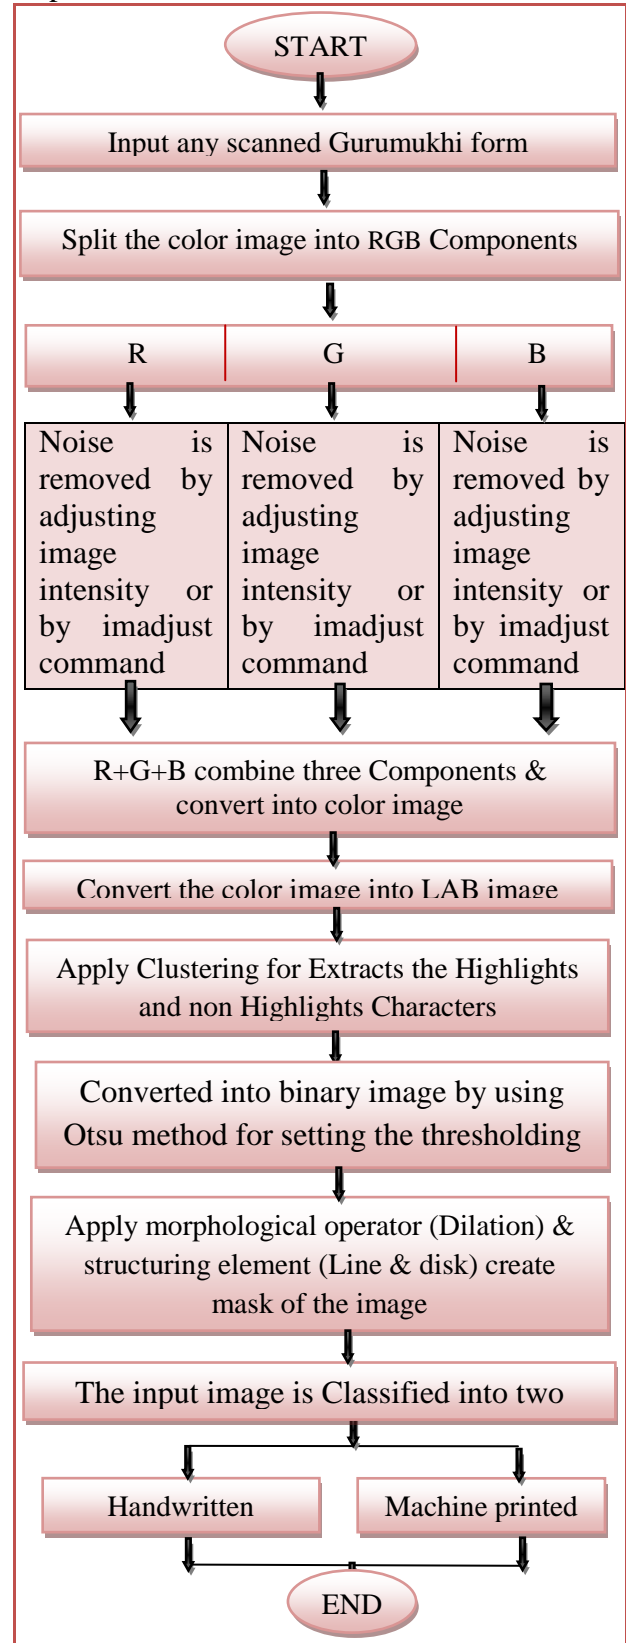 START
Input any scanned Gurumukhi form
Split the color image into RGB Components
R G B
Noise is
removed by
adjusting
image
intensity or
by imadjust
command
Noise is
removed by
adjusting
image
intensity or
by imadjust
command
Noise is
removed by
adjusting
image
intensity or
by imadjust
command
R+G+B combine three Components &
convert into color image
Convert the color image into LAB image
Apply Clustering for Extracts the Highlights
and non Highlights Characters
Converted into binary image by using
Otsu method for setting the thresholding
Apply morphological operator (Dilation) &
structuring element (Line & disk) create
mask of the image
The input image is Classified into two
Handwritten
Machine printed
END